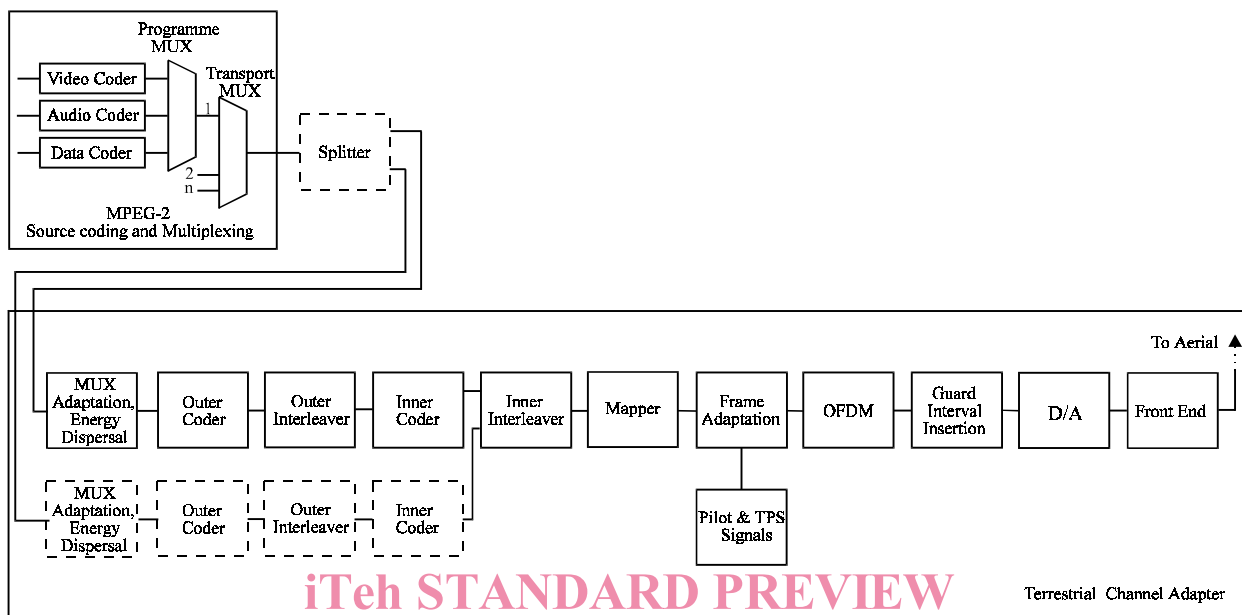 Programme
MUX
Transport
MUX
Video Coder
Audio Coder
Data Coder
1
2
n
MPEG-2
Source coding and Multiplexing
Splitter
To Aerial
MUX
Adaptation,
Energy
Dispersal
Outer
Coder
Outer
Interleaver
Inner
Coder
Inner
Interleaver
Mapper
Frame
Adaptation
OFDM
Guard
Interval
Insertion
D/A
Front End
MUX
Adaptation,
Energy
Dispersal
Outer
Coder
Outer
Interleaver
Inner
Coder
Pilot & TPS
Signals
iTeh STANDARD PREVIEW
Terrestrial Channel Adapter